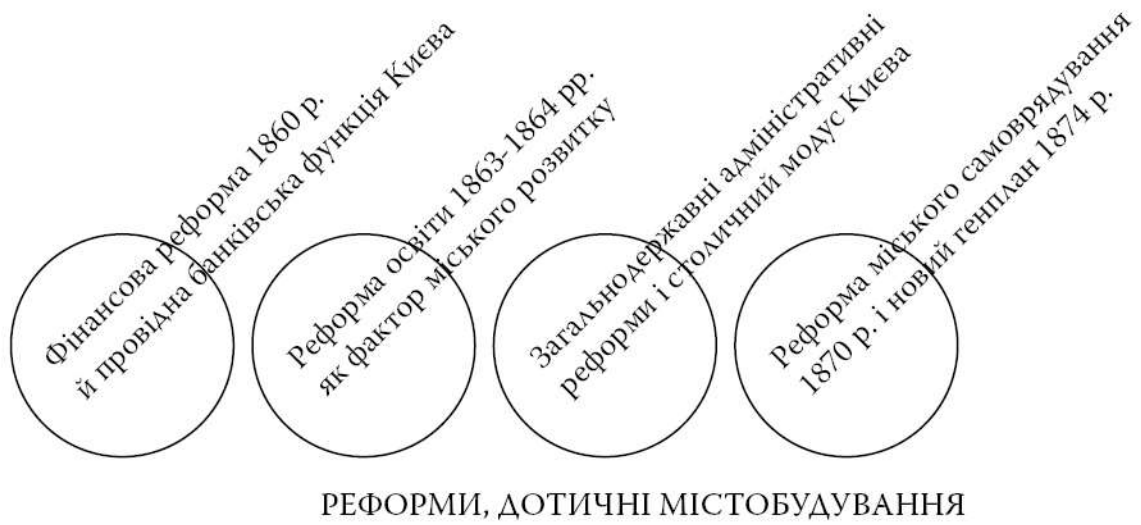 Фінансова реформа 1860 р.
й провідна банківська функція Києва
Реформа освіти 1863-1864 рр.
як фактор міського розвитку
Загальнодержавні адміністративні
реформи і столичний модус Києва
Реформа міського самоврядування
1870 р. і новий генплан 1874 р.
РЕФОРМИ, ДОТИЧНІ МІСТОБУДУВАННЯ